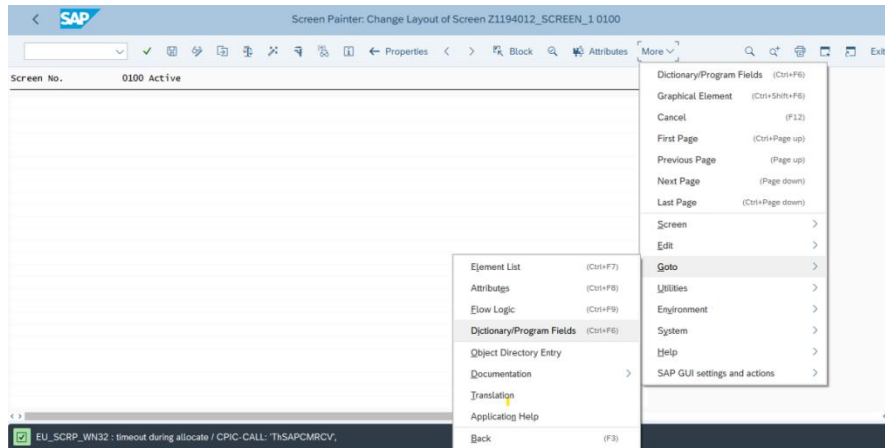 SAP
Screen Painter: Change Layout of Screen Z1194012_SCREEN_1 0100
Properties Block Attributes More Exit
Screen No. 0100 Active
Dictionary/Program Fields (Ctrl+F6)
Graphical Element (Ctrl+Shift+F6)
Cancel (F12)
First Page (Ctrl+Page up)
Previous Page (Page up)
Next Page (Page down)
Last Page (Ctrl+Page down)
Screen
Edit
Goto
Utilities
Environment
System
Help
SAP GUI settings and actions
Element List (Ctrl+F7)
Attributes (Ctrl+F8)
Flow Logic (Ctrl+F9)
Dictionary/Program Fields (Ctrl+F6)
Object Directory Entry
Documentation
Translation
Application Help
Back (F3)
EU_SCRP_WN32 : timeout during allocate / CPIC-CALL: 'ThSAPCMRCV',